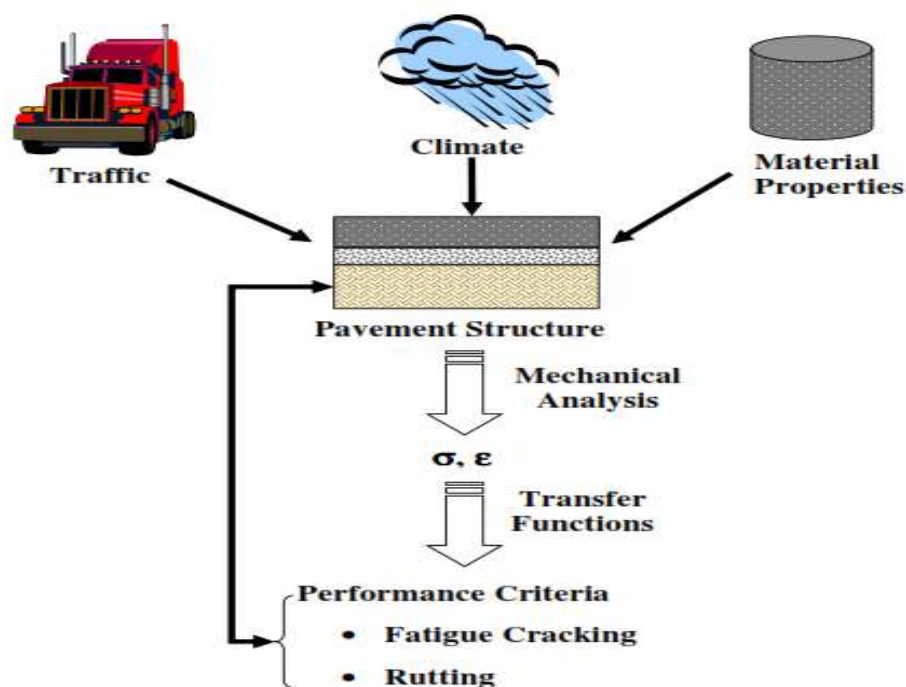 Traffic
Climate
Material
Properties
Pavement Structure
Mechanical
Analysis
σ, ε
Transfer
Functions
Performance Criteria
• Fatigue Cracking
• Rutting